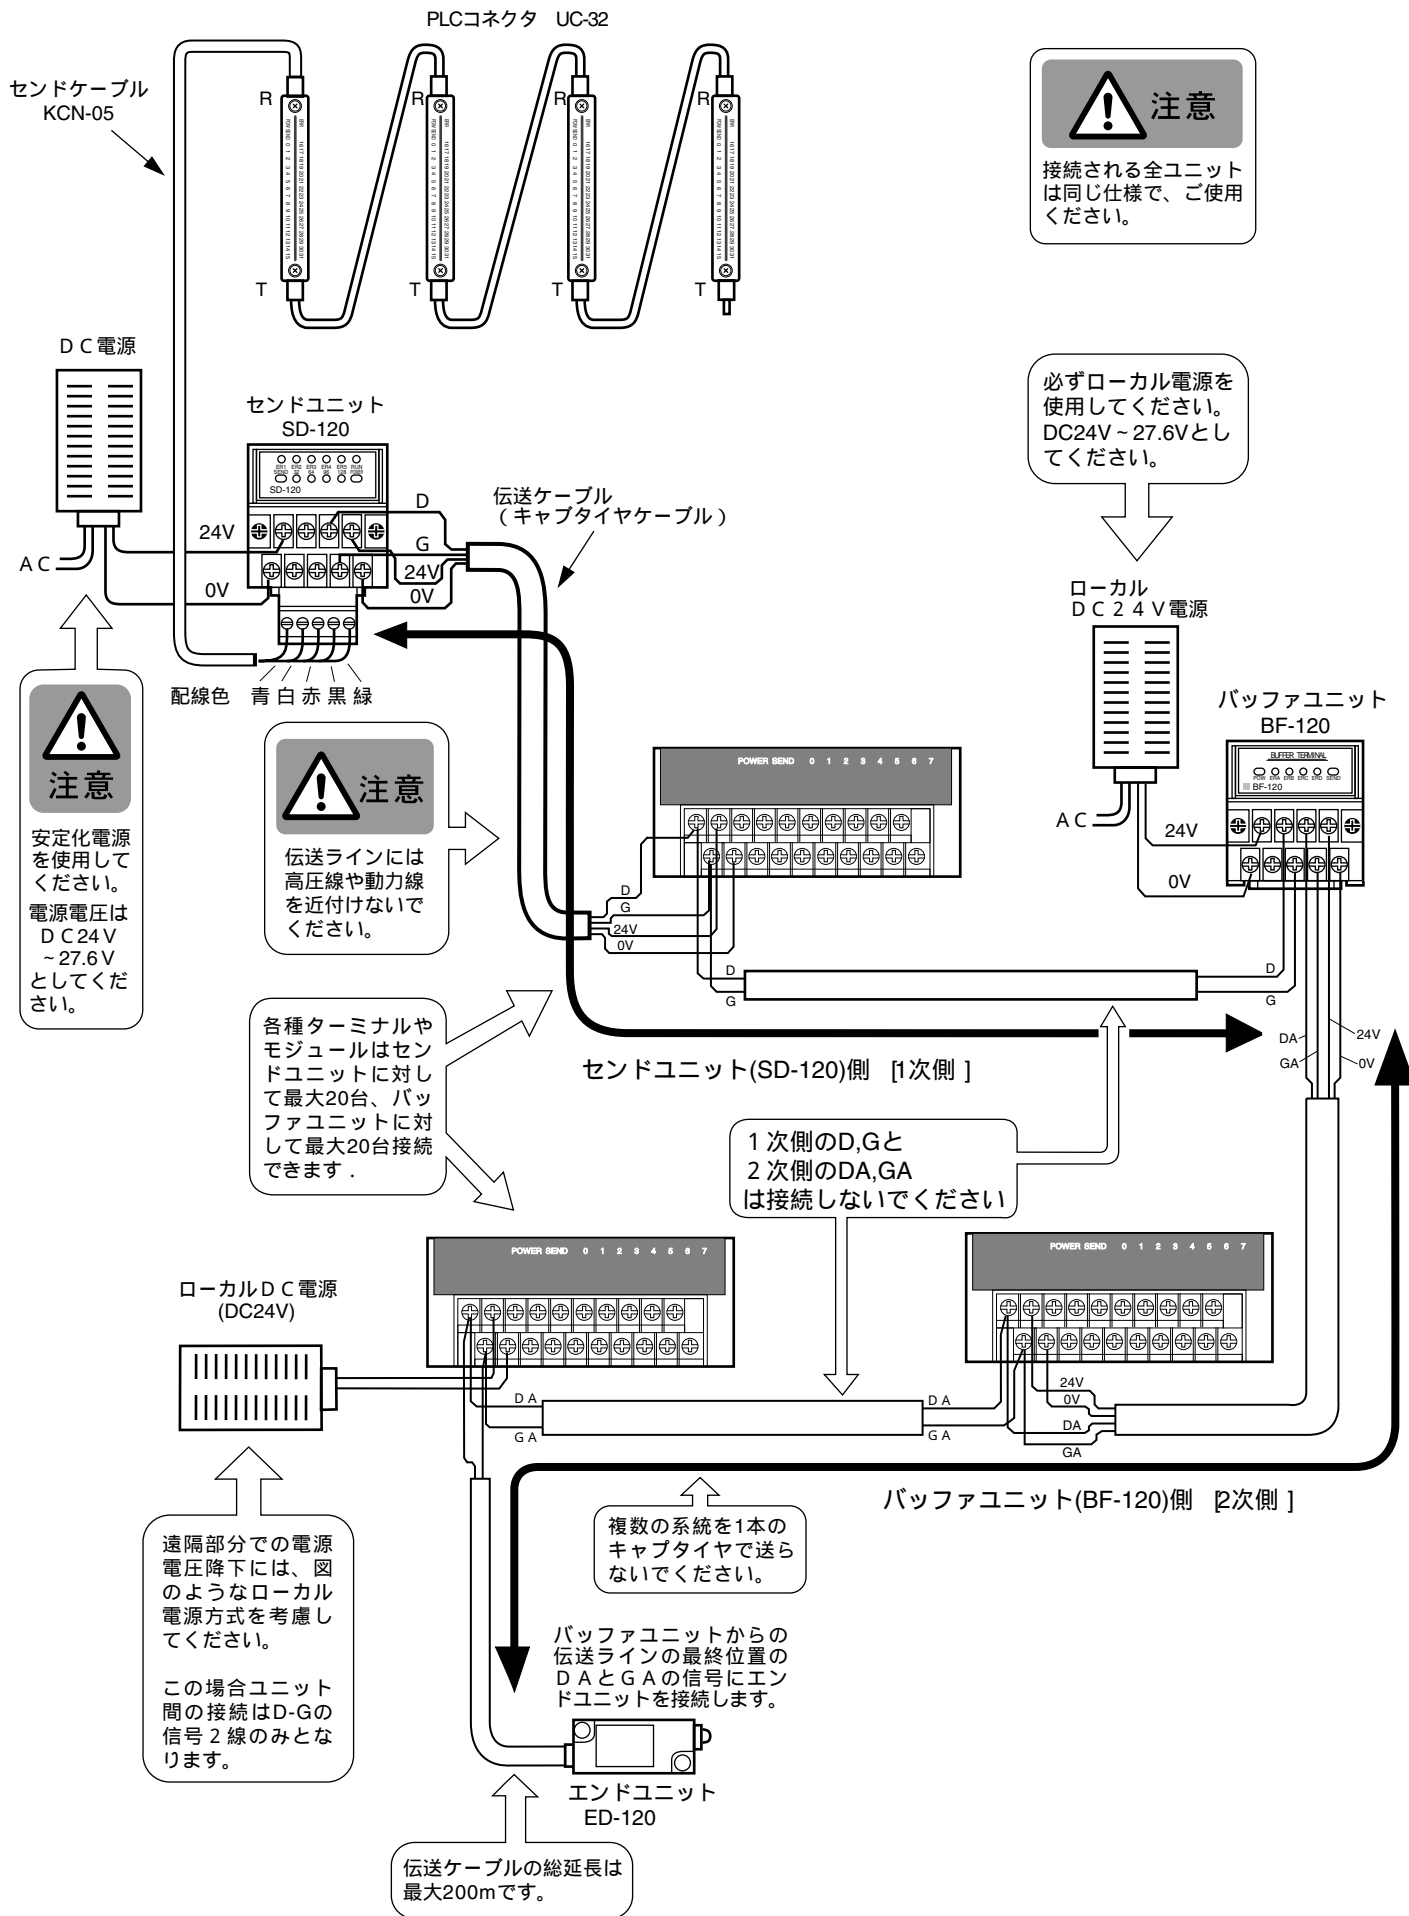 PLCコネクタ　UC-32
センドケーブル
KCN-05
R
R
R
R
T
T
T
T
注意
接続される全ユニット
は同じ仕様で、ご使用
ください。
ＤＣ電源
センドユニット
SD-120
ER1 ER2 ER3 ER4 ER5 RUN
SEND 32 64 96 128 POWER
SD-120
24V
0V
ＡＣ
D
G
24V
0V
伝送ケーブル
（キャブタイヤケーブル）
配線色　青 白 赤 黒 緑
注意
安定化電源
を使用して
ください。
電源電圧は
ＤＣ24Ｖ
～27.6Ｖ
としてくだ
さい。
注意
伝送ラインには
高圧線や動力線
を近付けないで
ください。
必ずローカル電源を
使用してください。
DC24V～27.6Vとし
てください。
ローカル
ＤＣ２４Ｖ電源
ＡＣ
24V
0V
バッファユニット
BF-120
BUFFER TERMINAL
POW ERA ERB ERC ERD SEND
BF-120
POWER SEND 0 1 2 3 4 5 6 7
D
G
24V
0V
D
G
D
G
DA
GA
24V
0V
センドユニット(SD-120)側　[1次側 ]
各種ターミナルや
モジュールはセン
ドユニットに対し
て最大20台、バッ
ファユニットに対
して最大20台接続
できます．
１次側のD,Gと
２次側のDA,GA
は接続しないでください
POWER SEND 0 1 2 3 4 5 6 7
POWER SEND 0 1 2 3 4 5 6 7
ローカルＤＣ電源
(DC24V)
ＤＡ
ＧＡ
ＤＡ
ＧＡ
24V
0V
DA
GA
バッファユニット(BF-120)側　[2次側 ]
複数の系統を1本の
キャプタイヤで送ら
ないでください。
遠隔部分での電源
電圧降下には、図
のようなローカル
電源方式を考慮し
てください。
この場合ユニット
間の接続はD-Gの
信号２線のみとな
ります。
バッファユニットからの
伝送ラインの最終位置の
ＤＡとＧＡの信号にエン
ドユニットを接続します。
エンドユニット
ED-120
伝送ケーブルの総延長は
最大200mです。